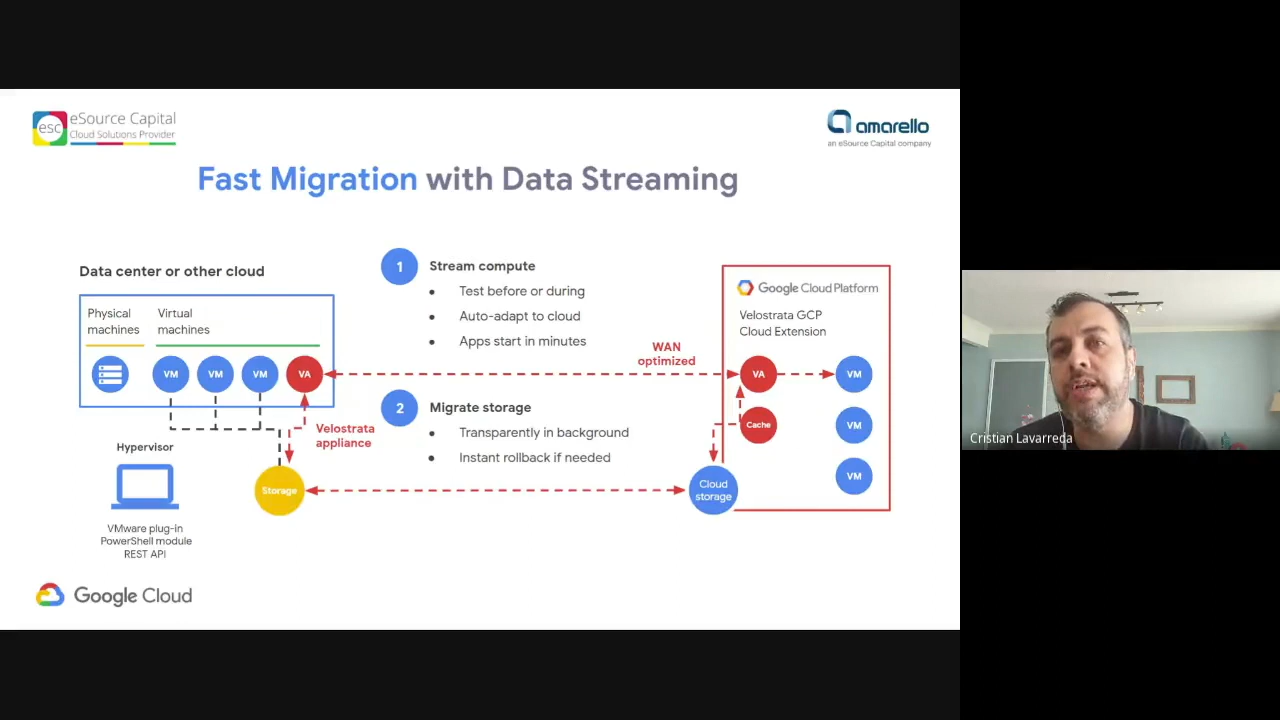 esc
eSource Capital
Cloud Solutions Provider
amarello
an eSource Capital company
Fast Migration with Data Streaming
Data center or other cloud
Physical
machines
Virtual
machines
VM
VM
VM
VA
Velostrata
appliance
Hypervisor
VMware plug-in
PowerShell module
REST API
Storage
1
Stream compute
• Test before or during
• Auto-adapt to cloud
• Apps start in minutes
WAN
optimized
2
Migrate storage
• Transparently in background
• Instant rollback if needed
Google Cloud Platform
Velostrata GCP
Cloud Extension
VA
VM
Cache
VM
Cloud
storage
VM
Google Cloud
Cristian Lavarreda